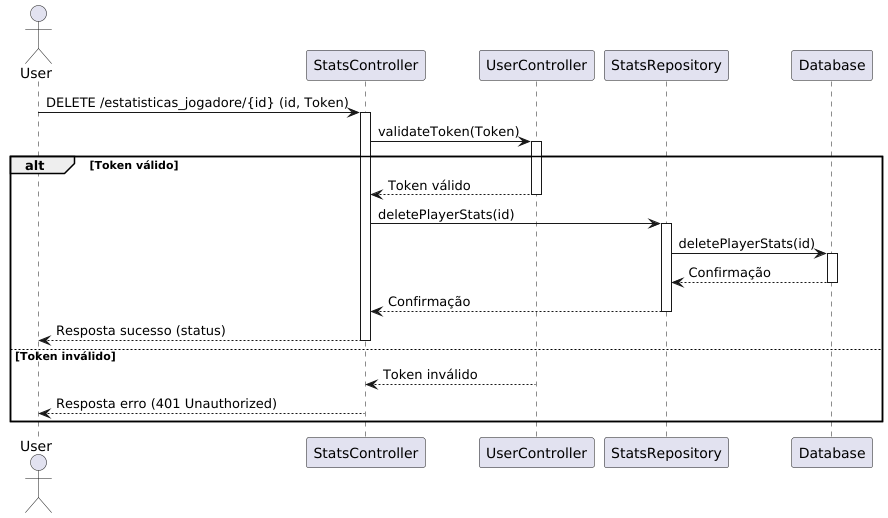 User
StatsController
UserController
StatsRepository
Database
DELETE /estatisticas_jogadore/{id} (id, Token)
validateToken(Token)
alt
[Token válido]
Token válido
deletePlayerStats(id)
deletePlayerStats(id)
Confirmação
Confirmação
Resposta sucesso (status)
[Token inválido]
Token inválido
Resposta erro (401 Unauthorized)
User
StatsController
UserController
StatsRepository
Database